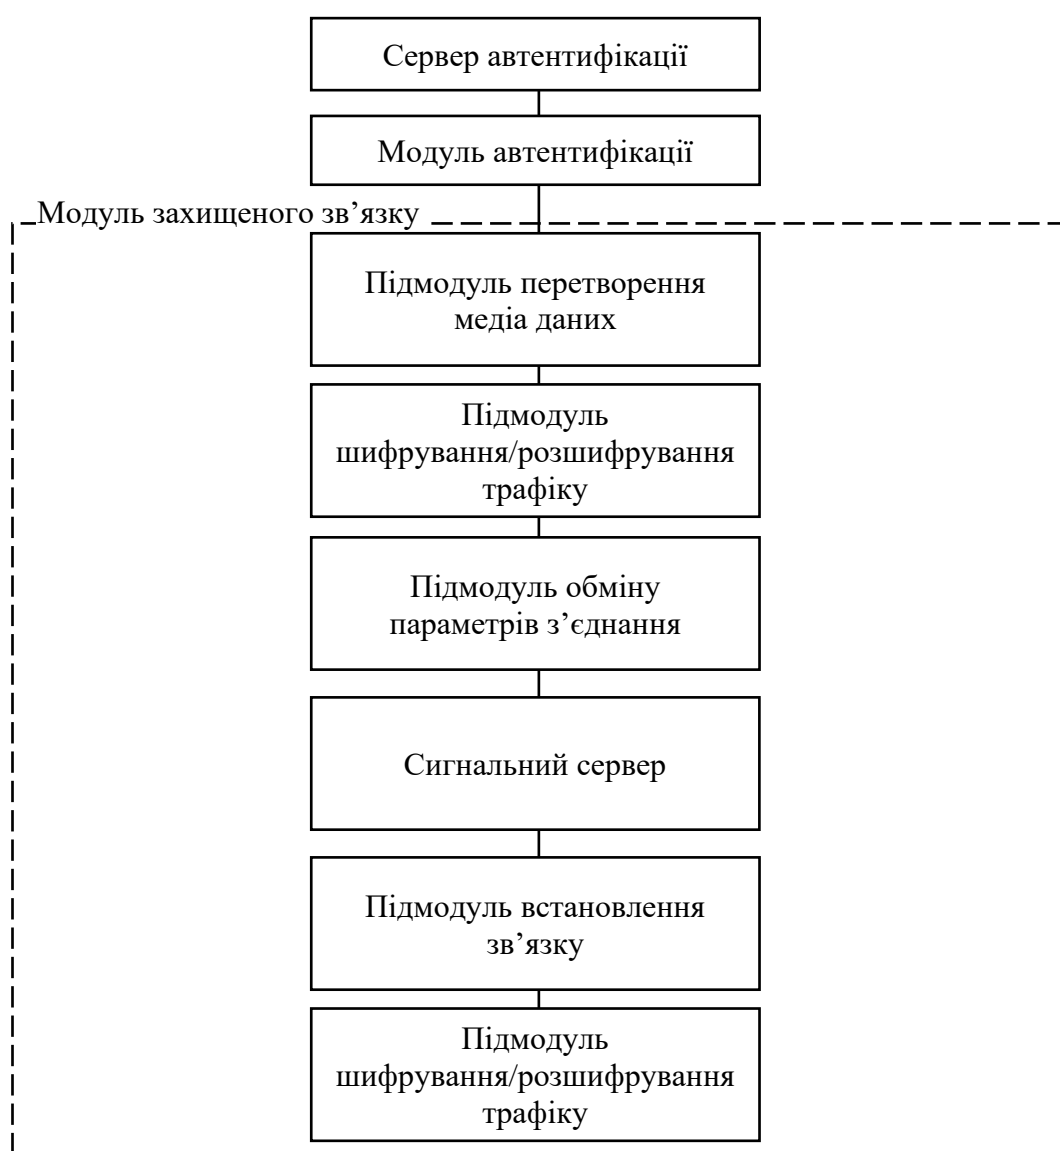 Сервер автентифікації
Модуль автентифікації
Модуль захищеного зв’язку
Підмодуль перетворення
медіа даних
Підмодуль
шифрування/розшифрування
трафіку
Підмодуль обміну
параметрів з’єднання
Сигнальний сервер
Підмодуль встановлення
зв’язку
Підмодуль
шифрування/розшифрування
трафіку